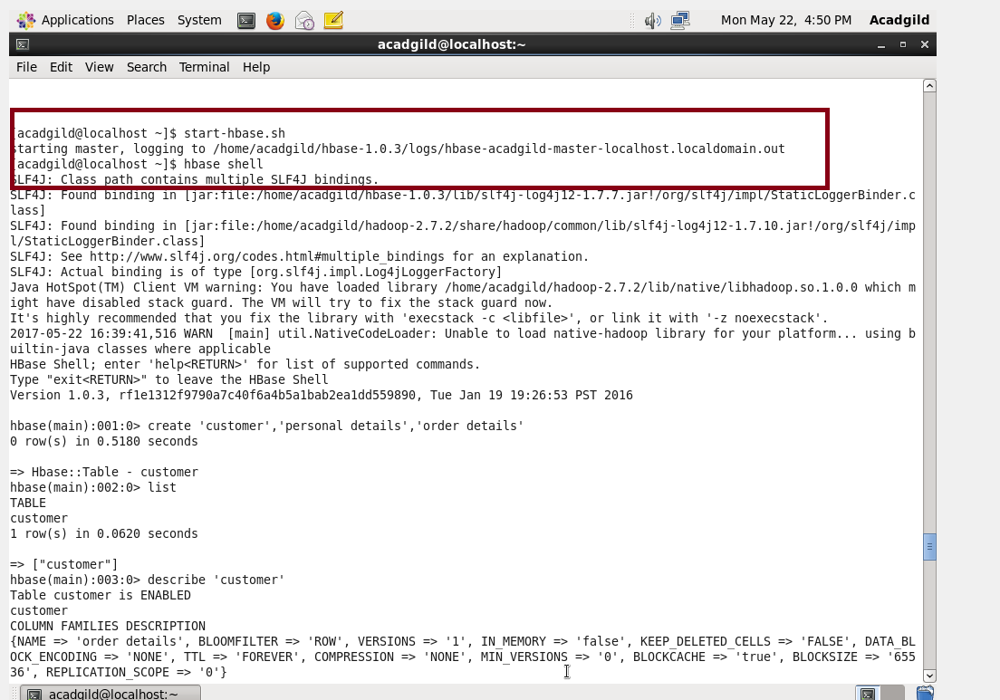 Applications Places System Mon May 22, 4:50 PM Acadgild
acadgild@localhost:~
File Edit View Search Terminal Help
[acadgild@localhost ~]$ start-hbase.sh
starting master, logging to /home/acadgild/hbase-1.0.3/logs/hbase-acadgild-master-localhost.localdomain.out
[acadgild@localhost ~]$ hbase shell
SLF4J: Class path contains multiple SLF4J bindings.
SLF4J: Found binding in [jar:file:/home/acadgild/hbase-1.0.3/lib/slf4j-log4j12-1.7.7.jar!/org/slf4j/impl/StaticLoggerBinder.c
lass]
SLF4J: Found binding in [jar:file:/home/acadgild/hadoop-2.7.2/share/hadoop/common/lib/slf4j-log4j12-1.7.10.jar!/org/slf4j/imp
l/StaticLoggerBinder.class]
SLF4J: See http://www.slf4j.org/codes.html#multiple_bindings for an explanation.
SLF4J: Actual binding is of type [org.slf4j.impl.Log4jLoggerFactory]
Java HotSpot(TM) Client VM warning: You have loaded library /home/acadgild/hadoop-2.7.2/lib/native/libhadoop.so.1.0.0 which m
ight have disabled stack guard. The VM will try to fix the stack guard now.
It's highly recommended that you fix the library with 'execstack -c <libfile>', or link it with '-z noexecstack'.
2017-05-22 16:39:41,516 WARN  [main] util.NativeCodeLoader: Unable to load native-hadoop library for your platform... using b
uiltin-java classes where applicable
HBase Shell; enter 'help<RETURN>' for list of supported commands.
Type "exit<RETURN>" to leave the HBase Shell
Version 1.0.3, rf1e1312f9790a7c40f6a4b5a1bab2ea1dd559890, Tue Jan 19 19:26:53 PST 2016
hbase(main):001:0> create 'customer','personal details','order details'
0 row(s) in 0.5180 seconds
=> Hbase::Table - customer
hbase(main):002:0> list
TABLE
customer
1 row(s) in 0.0620 seconds
=> ["customer"]
hbase(main):003:0> describe 'customer'
Table customer is ENABLED
customer
COLUMN FAMILIES DESCRIPTION
{NAME => 'order details', BLOOMFILTER => 'ROW', VERSIONS => '1', IN_MEMORY => 'false', KEEP_DELETED_CELLS => 'FALSE', DATA_BL
OCK_ENCODING => 'NONE', TTL => 'FOREVER', COMPRESSION => 'NONE', MIN_VERSIONS => '0', BLOCKCACHE => 'true', BLOCKSIZE => '655
36', REPLICATION_SCOPE => '0'}
acadgild@localhost:~